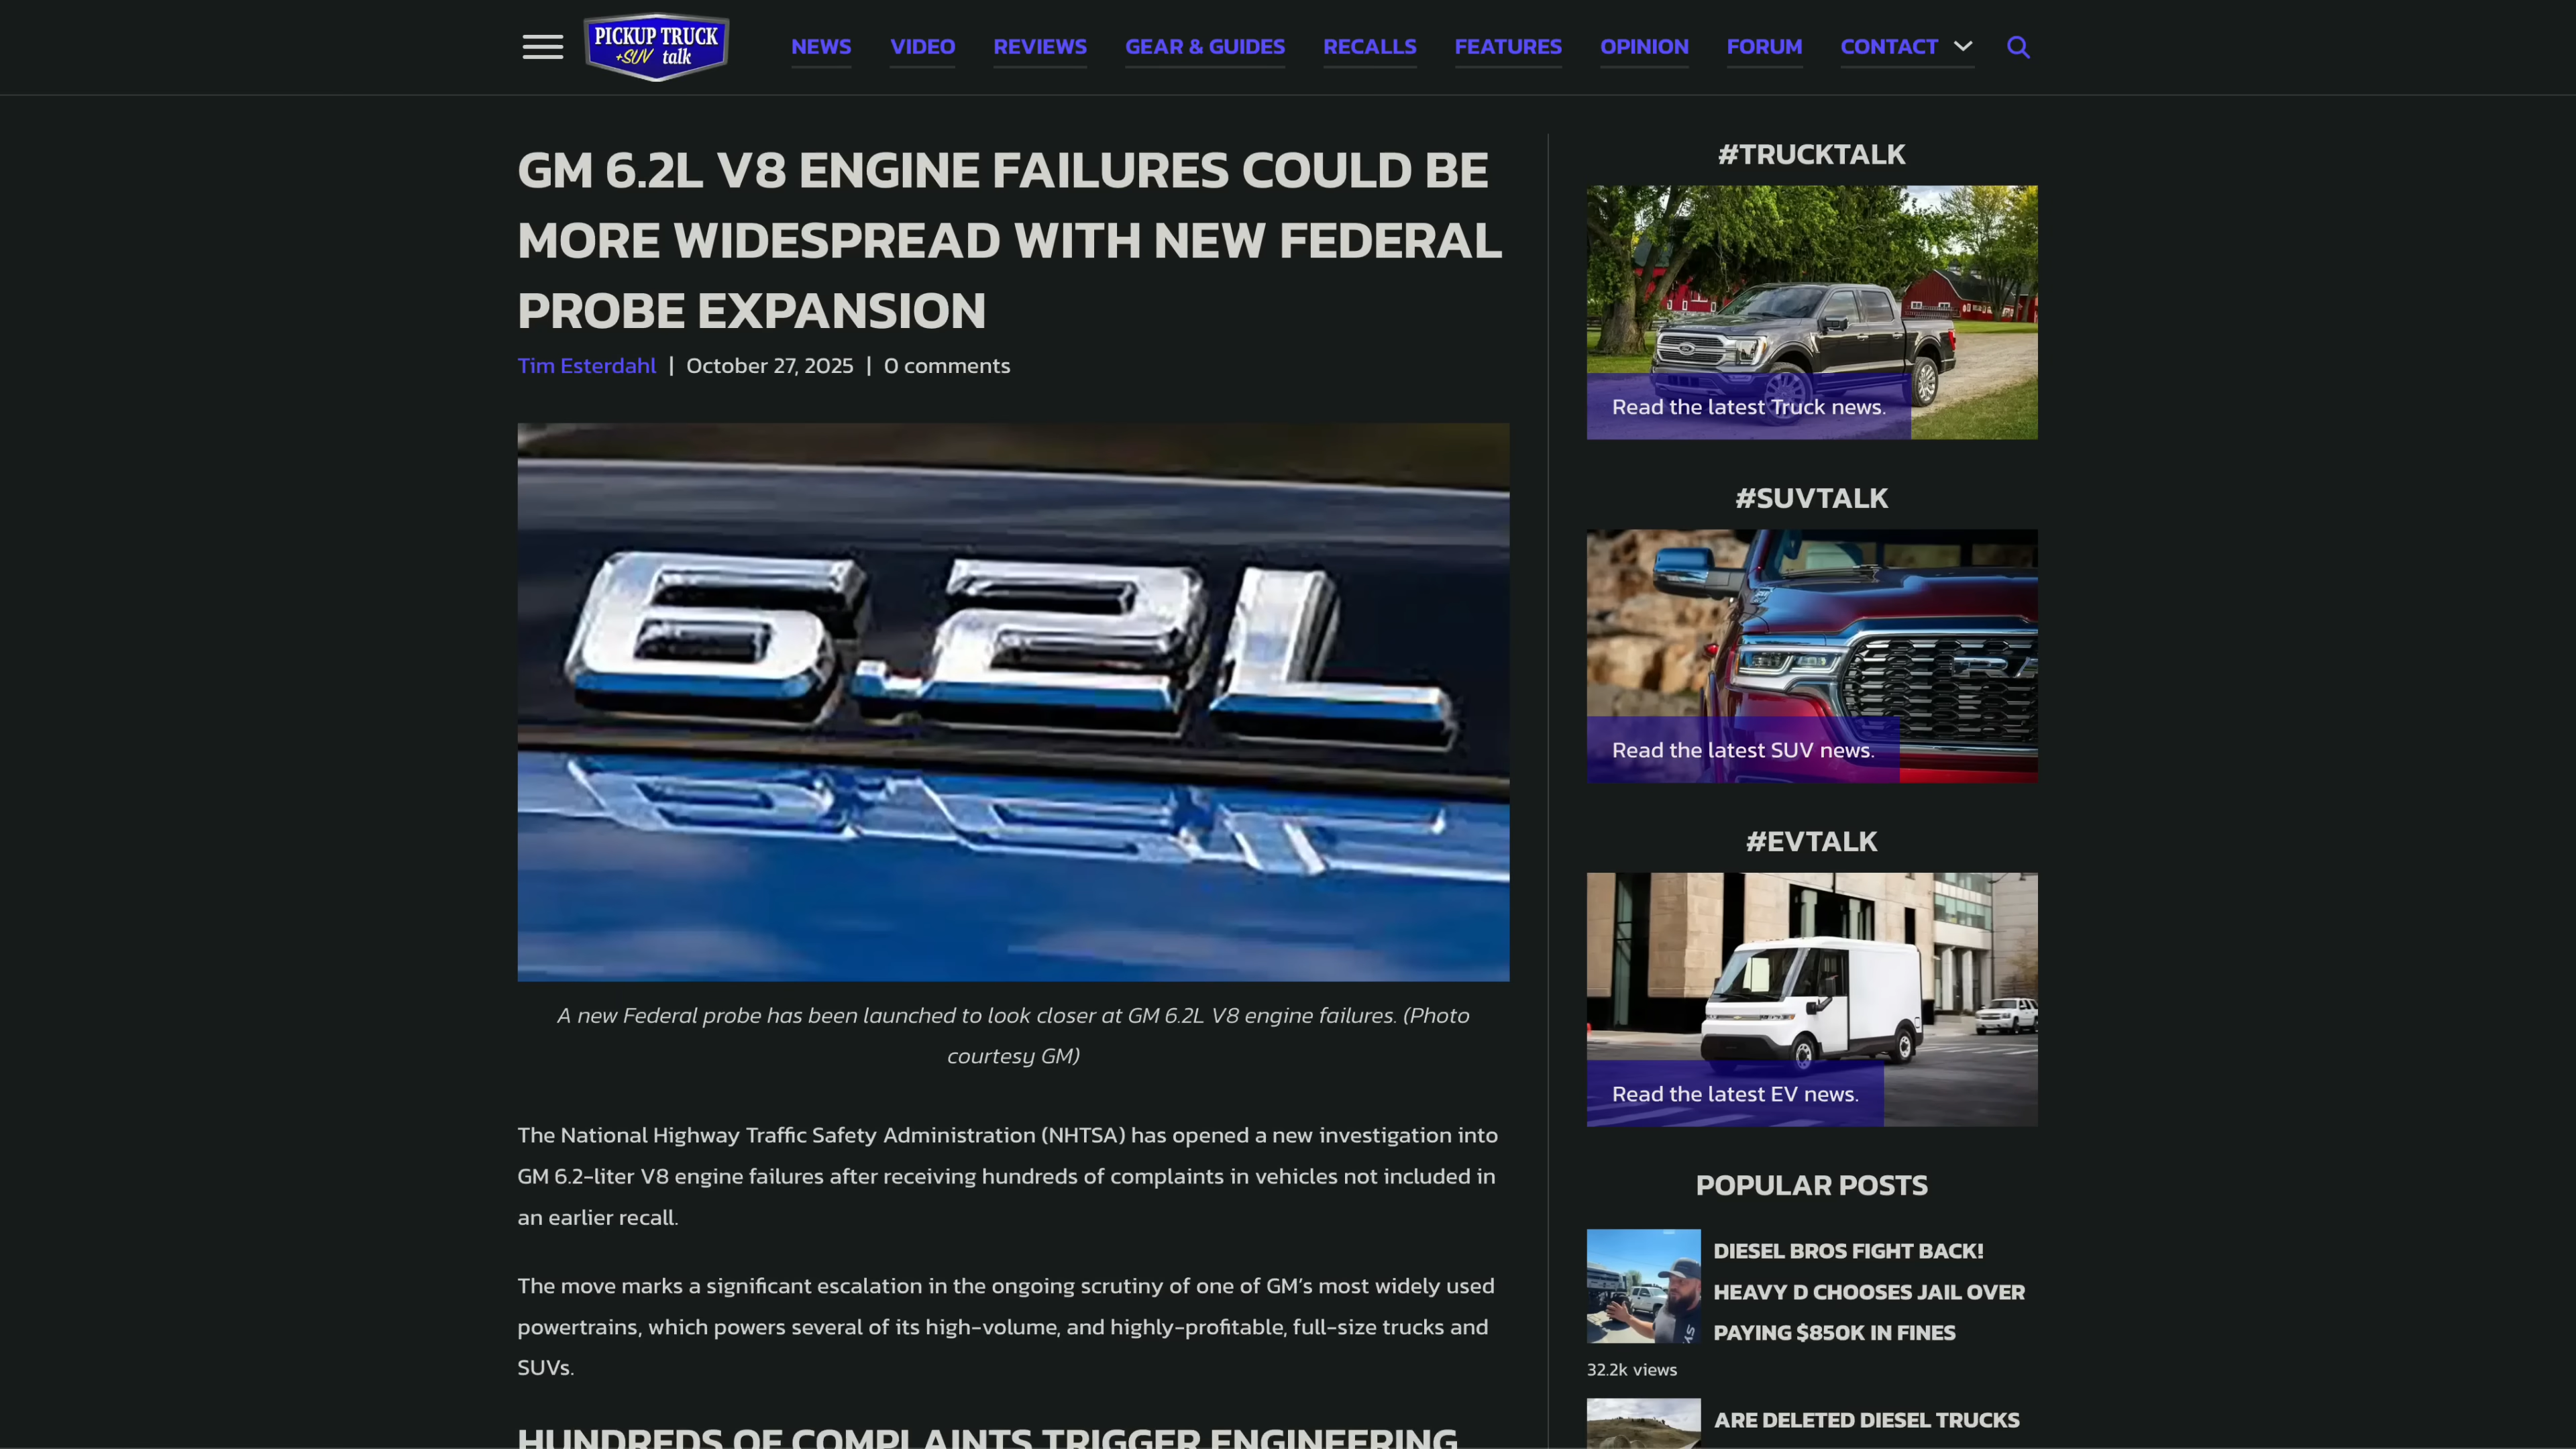 PICKUP TRUCK
+SUV talk
NEWS
VIDEO
REVIEWS
GEAR & GUIDES
RECALLS
FEATURES
OPINION
FORUM
CONTACT
GM 6.2L V8 ENGINE FAILURES COULD BE
MORE WIDESPREAD WITH NEW FEDERAL
PROBE EXPANSION
Tim Esterdahl | October 27, 2025 | 0 comments
6.2L
A new Federal probe has been launched to look closer at GM 6.2L V8 engine failures. (Photo
courtesy GM)
The National Highway Traffic Safety Administration (NHTSA) has opened a new investigation into
GM 6.2-liter V8 engine failures after receiving hundreds of complaints in vehicles not included in
an earlier recall.
The move marks a significant escalation in the ongoing scrutiny of one of GM’s most widely used
powertrains, which powers several of its high-volume, and highly-profitable, full-size trucks and
SUVs.
HUNDREDS OF COMPLAINTS TRIGGER ENGINEERING
#TRUCKTALK
Read the latest Truck news.
#SUVTALK
Read the latest SUV news.
#EVTALK
Read the latest EV news.
POPULAR POSTS
DIESEL BROS FIGHT BACK!
HEAVY D CHOOSES JAIL OVER
PAYING $850K IN FINES
32.2k views
ARE DELETED DIESEL TRUCKS